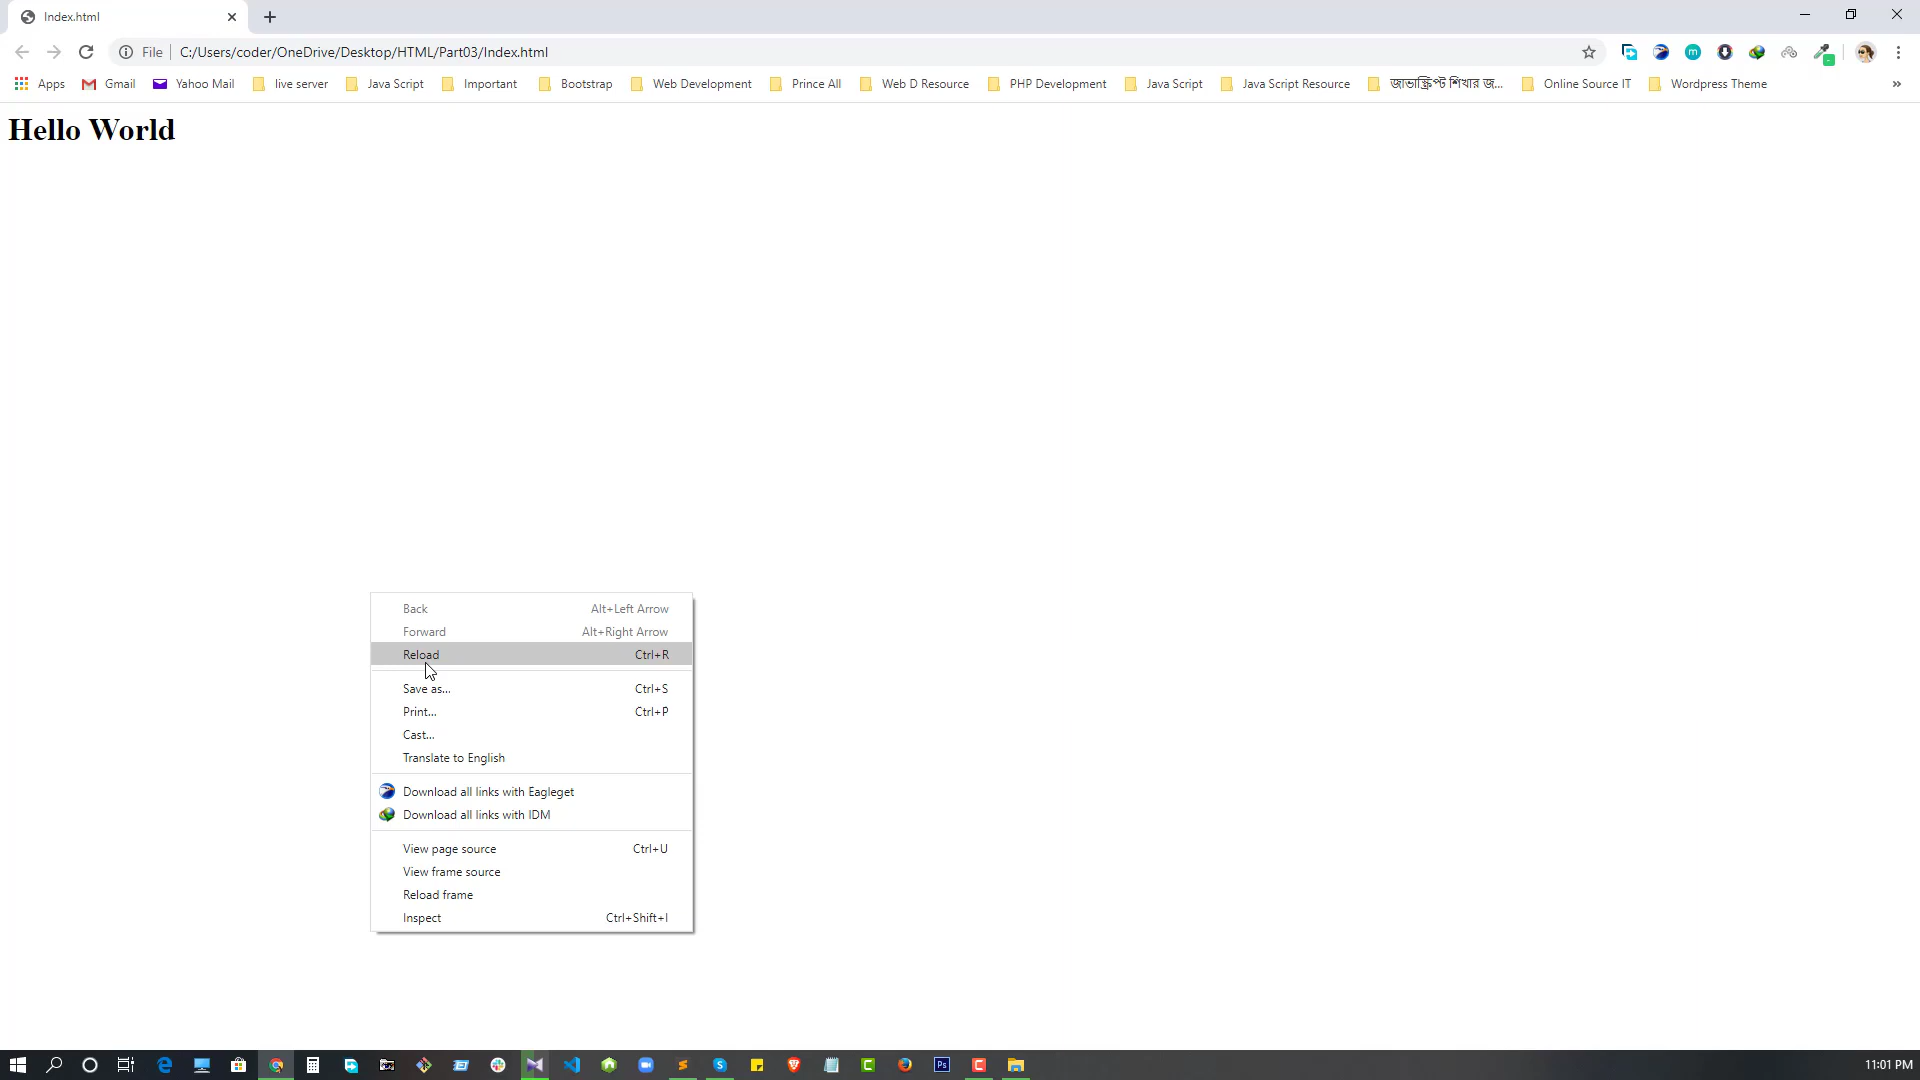 Index.html
File C:/Users/coder/OneDrive/Desktop/HTML/Part03/Index.html
Apps Gmail Yahoo Mail live server Java Script Important Bootstrap Web Development Prince All Web D Resource PHP Development Java Script Java Script Resource জাভাস্ক্রিপ্ট শিখার জ... Online Source IT Wordpress Theme »
Hello World
Back Alt+Left Arrow
Forward Alt+Right Arrow
Reload Ctrl+R
Save as... Ctrl+S
Print... Ctrl+P
Cast...
Translate to English
Download all links with Eagleget
Download all links with IDM
View page source Ctrl+U
View frame source
Reload frame
Inspect Ctrl+Shift+I
Ps
11:01 PM